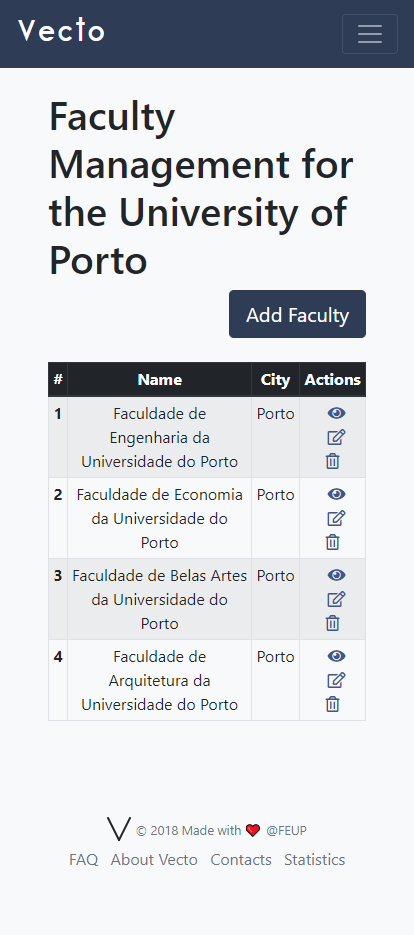 Vecto
Faculty
Management for
the University of
Porto
Add Faculty
# Name City Actions
1 Faculdade de Porto
Engenharia da
Universidade do Porto
2 Faculdade de Economia Porto
da Universidade do
Porto
3 Faculdade de Belas Artes Porto
da Universidade do
Porto
4 Faculdade de Porto
Arquitetura da
Universidade do Porto
© 2018 Made with @FEUP
FAQ About Vecto Contacts Statistics